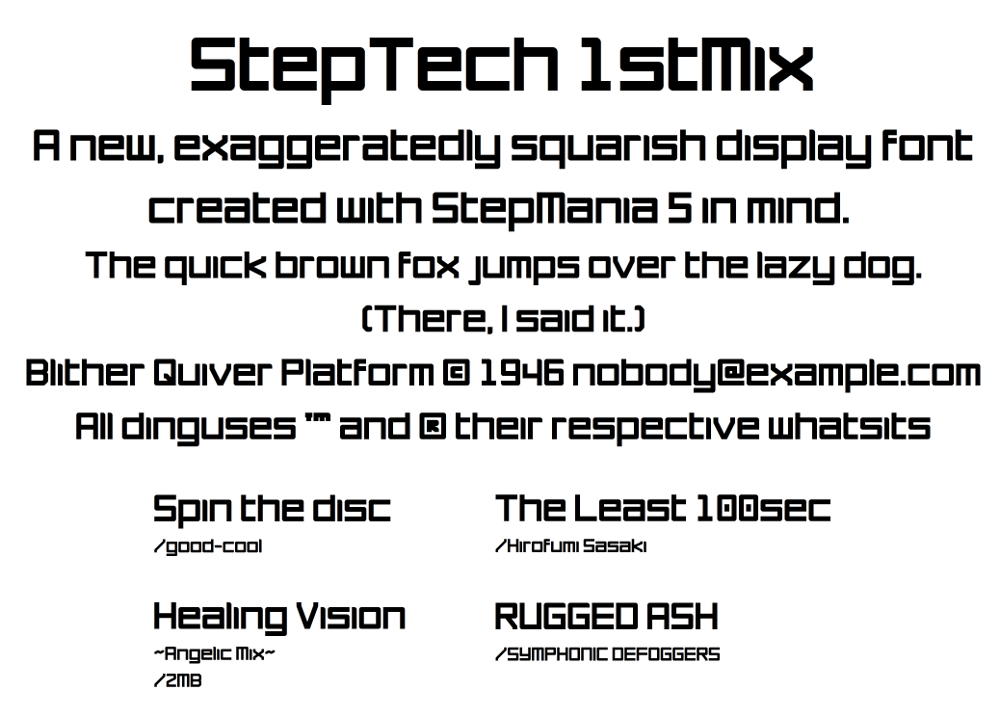 StepTech 1stMix
A new, exaggeratedly squarish display font
created with StepMania 5 in mind.
The quick brown fox jumps over the lazy dog.
(There, I said it.)
Blither Quiver Platform © 1946 nobody@example.com
All dinguses ™ and ® their respective whatsits
Spin the disc
/good-cool
The Least 100sec
/Hirofumi Sasaki
Healing Vision
~Angelic Mix~
/2MB
RUGGED ASH
/SYMPHONIC DEFOGGERS